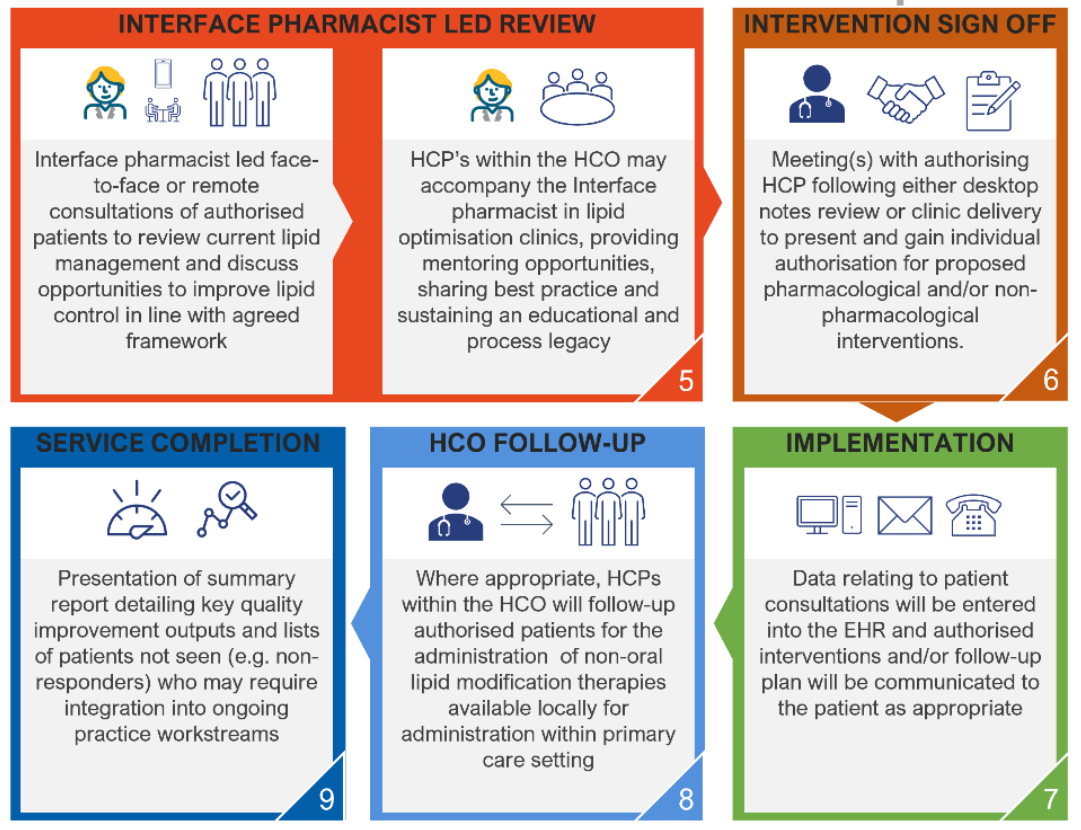 INTERFACE PHARMACIST LED REVIEW
Interface pharmacist led face-
to-face or remote
consultations of authorised
patients to review current lipid
management and discuss
opportunities to improve lipid
control in line with agreed
framework
HCP's within the HCO may
accompany the Interface
pharmacist in lipid
optimisation clinics, providing
mentoring opportunities,
sharing best practice and
sustaining an educational and
process legacy
5
INTERVENTION SIGN OFF
Meeting(s) with authorising
HCP following either desktop
notes review or clinic delivery
to present and gain individual
authorisation for proposed
pharmacological and/or non-
pharmacological
interventions.
6
IMPLEMENTATION
Data relating to patient
consultations will be entered
into the EHR and authorised
interventions and/or follow-up
plan will be communicated to
the patient as appropriate
7
HCO FOLLOW-UP
Where appropriate, HCPs
within the HCO will follow-up
authorised patients for the
administration of non-oral
lipid modification therapies
available locally for
administration within primary
care setting
8
SERVICE COMPLETION
Presentation of summary
report detailing key quality
improvement outputs and lists
of patients not seen (e.g. non-
responders) who may require
integration into ongoing
practice workstreams
9